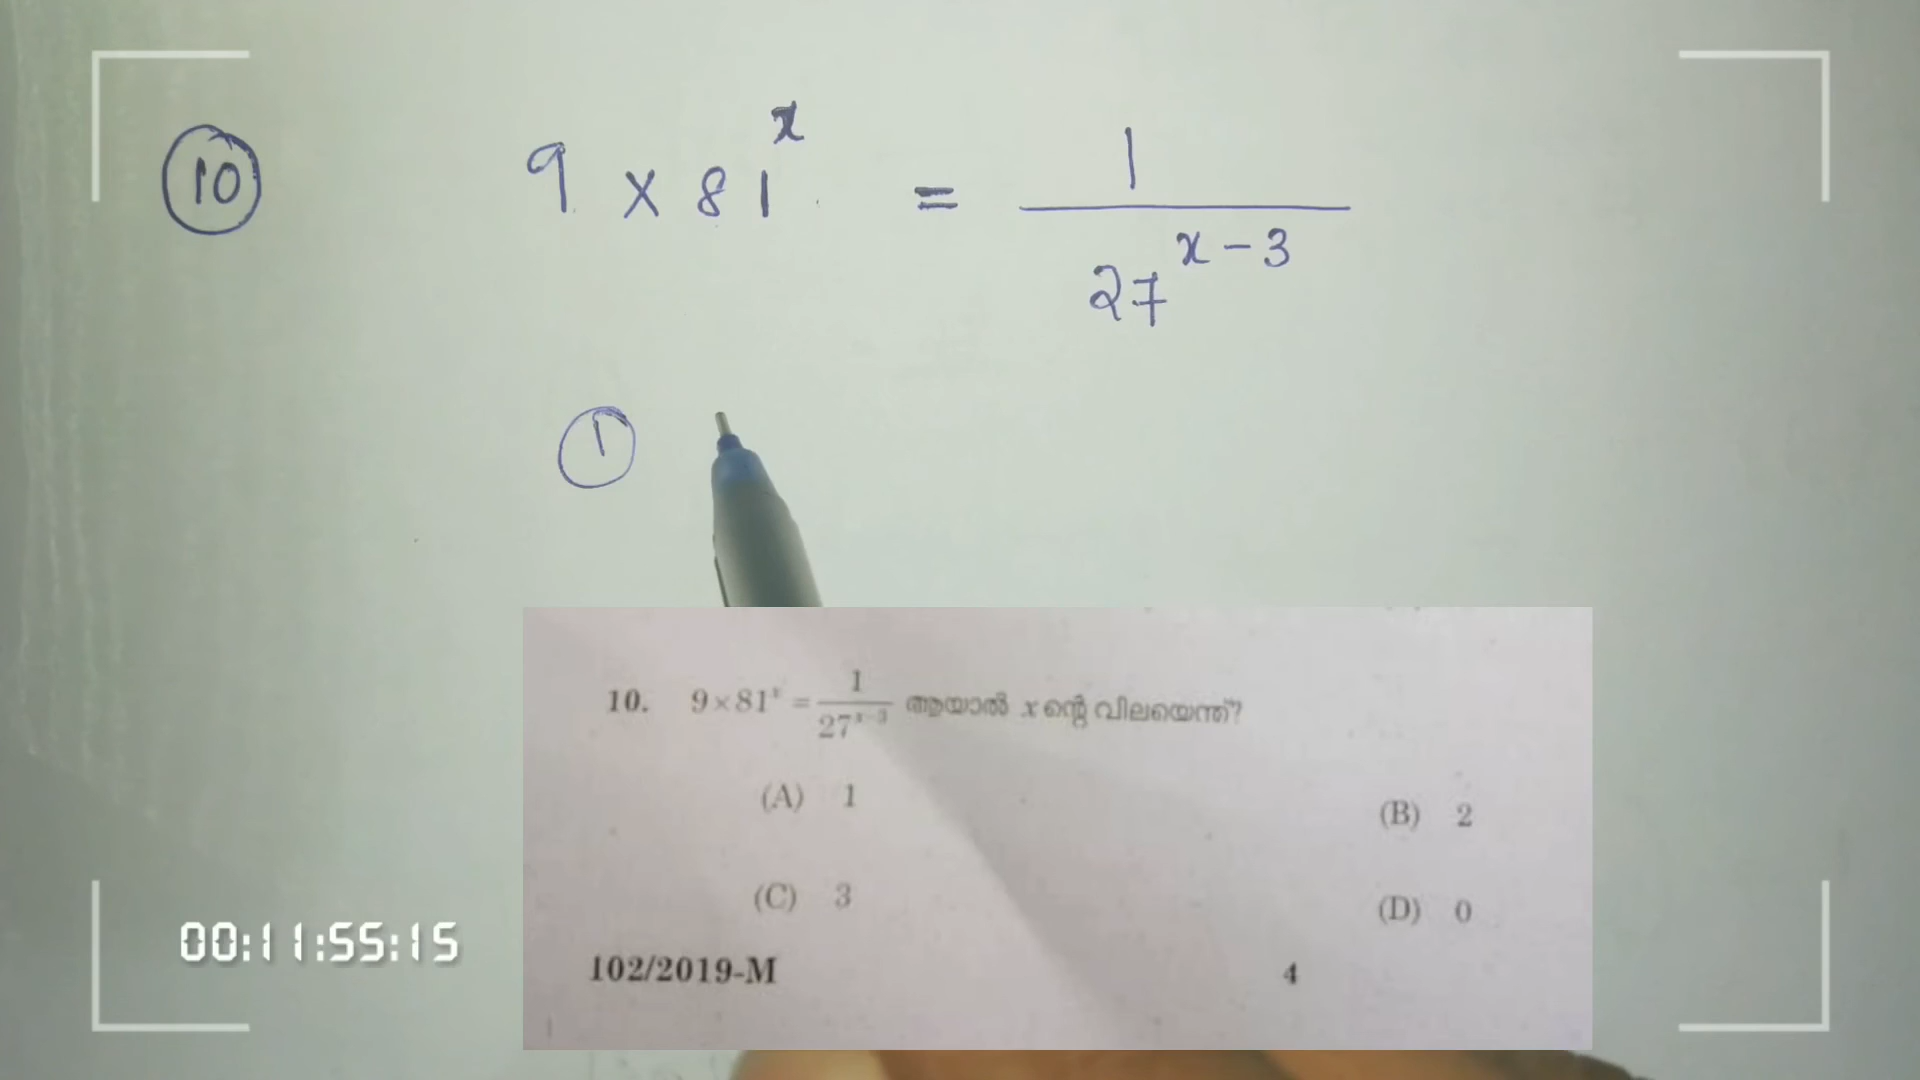 10 9 × 81^x = 1 / 27^(x-3)
1
10. 9×81^x = 1 / 27^(x-3) ആയാൽ x ന്റെ വിലയെന്ത്?
(A) 1 (B) 2
(C) 3 (D) 0
102/2019-M 4
00:11:55:15